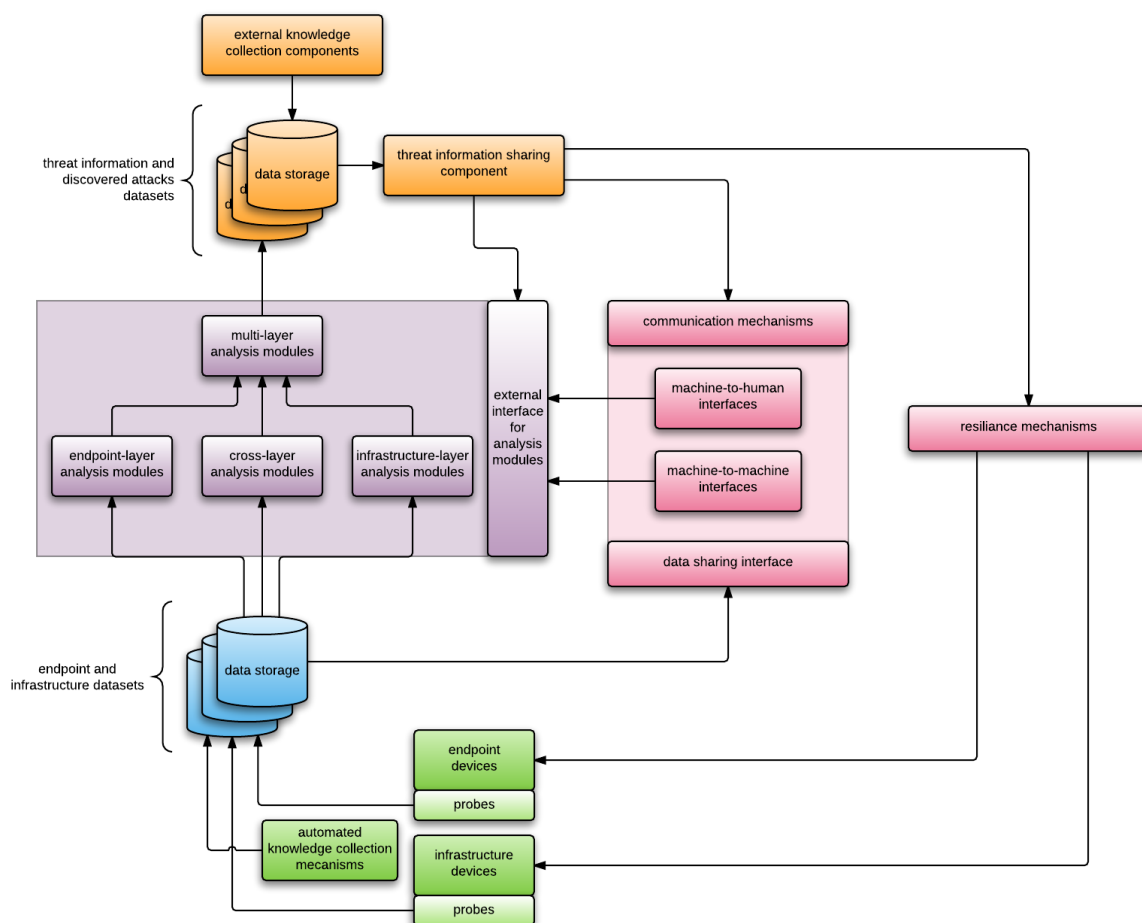 external knowledge
collection components
threat information and
discovered attacks
datasets
data storage
d
d
threat information sharing
component
multi-layer
analysis modules
endpoint-layer
analysis modules
cross-layer
analysis modules
infrastructure-layer
analysis modules
external
interface
for
analysis
modules
communication mechanisms
machine-to-human
interfaces
machine-to-machine
interfaces
data sharing interface
resiliance mechanisms
endpoint and
infrastructure datasets
data storage
endpoint
devices
probes
automated
knowledge collection
mecanisms
infrastructure
devices
probes